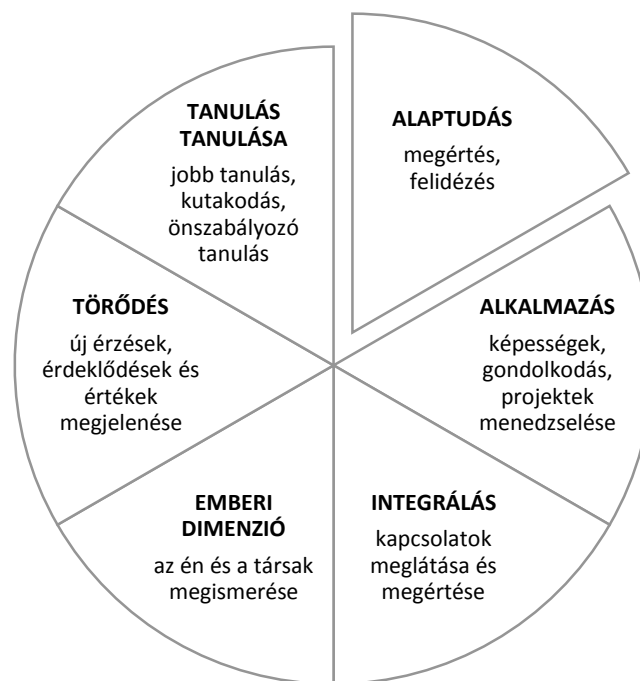 TANULÁS
TANULÁSA
jobb tanulás,
kutakodás,
önszabályozó
tanulás
ALAPTUDÁS
megértés,
felidézés
TÖRŐDÉS
új érzések,
érdeklődések és
értékek
megjelenése
ALKALMAZÁS
képességek,
gondolkodás,
projektek
menedzselése
EMBERI
DIMENZIÓ
az én és a társak
megismerése
INTEGRÁLÁS
kapcsolatok
meglátása és
megértése